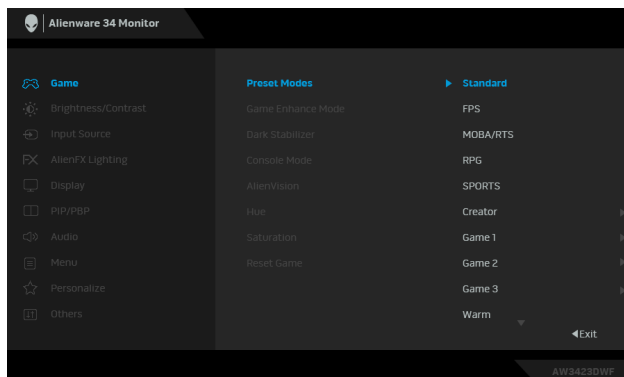 Alienware 34 Monitor
Game Preset Modes Standard
Brightness/Contrast Game Enhance Mode FPS
Input Source Dark Stabilizer MOBA/RTS
FX AlienFX Lighting Console Mode RPG
Display AlienVision SPORTS
PIP/PBP Hue Creator
Audio Saturation Game 1
Menu Reset Game Game 2
Personalize Game 3
Others Warm
Exit
AW3423DWF